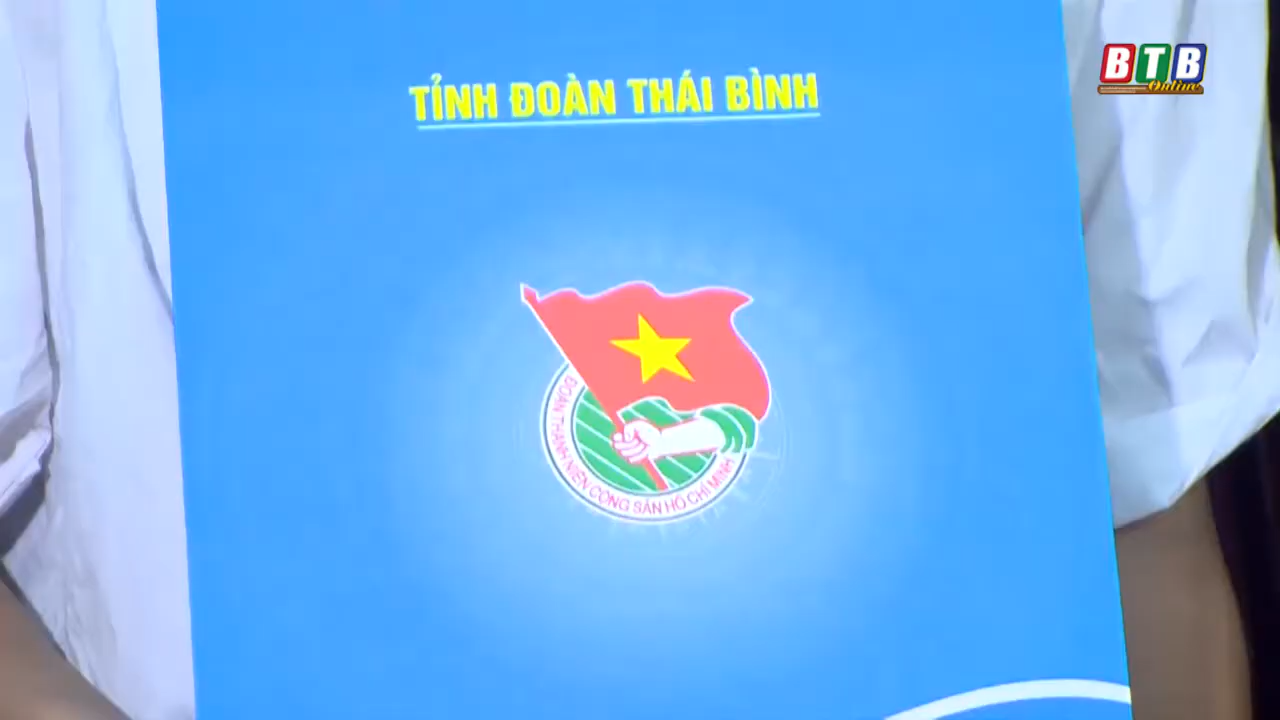 TỈNH ĐOÀN THÁI BÌNH
BTB
Online
ĐOÀN THANH NIÊN CỘNG SẢN HỒ CHÍ MINH